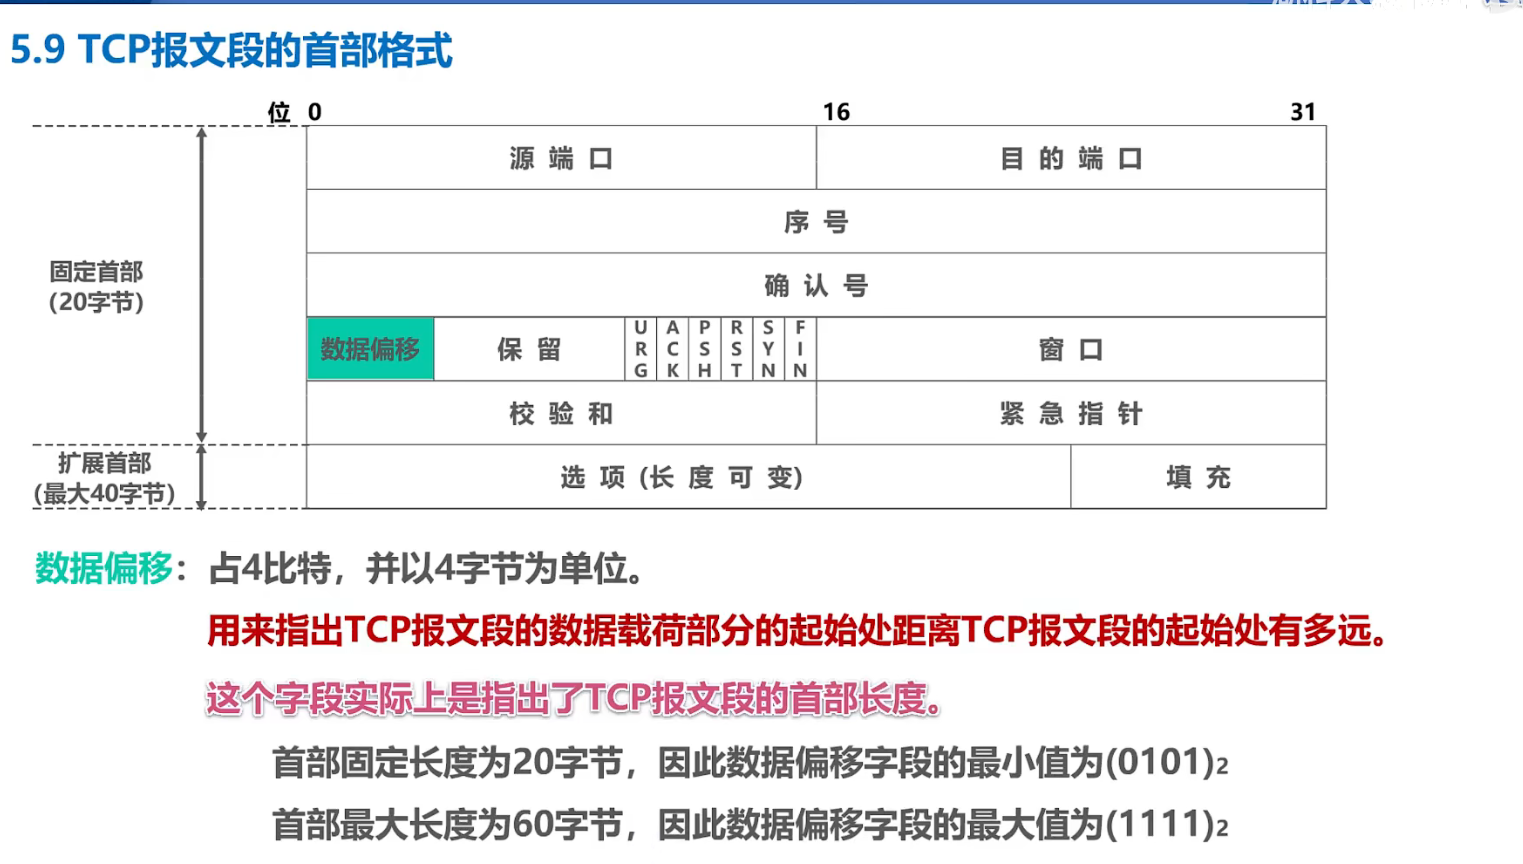 5.9 TCP报文段的首部格式
位 0 16 31
源 端 口 目 的 端 口
序 号
固定首部
(20字节)
确 认 号
数据偏移 保 留 URG ACK PSH RST SYN FIN 窗 口
校 验 和 紧 急 指 针
扩展首部
(最大40字节)
选 项 (长 度 可 变) 填 充
数据偏移：占4比特，并以4字节为单位。
用来指出TCP报文段的数据载荷部分的起始处距离TCP报文段的起始处有多远。
这个字段实际上是指出了TCP报文段的首部长度。
首部固定长度为20字节，因此数据偏移字段的最小值为(0101)₂
首部最大长度为60字节，因此数据偏移字段的最大值为(1111)₂